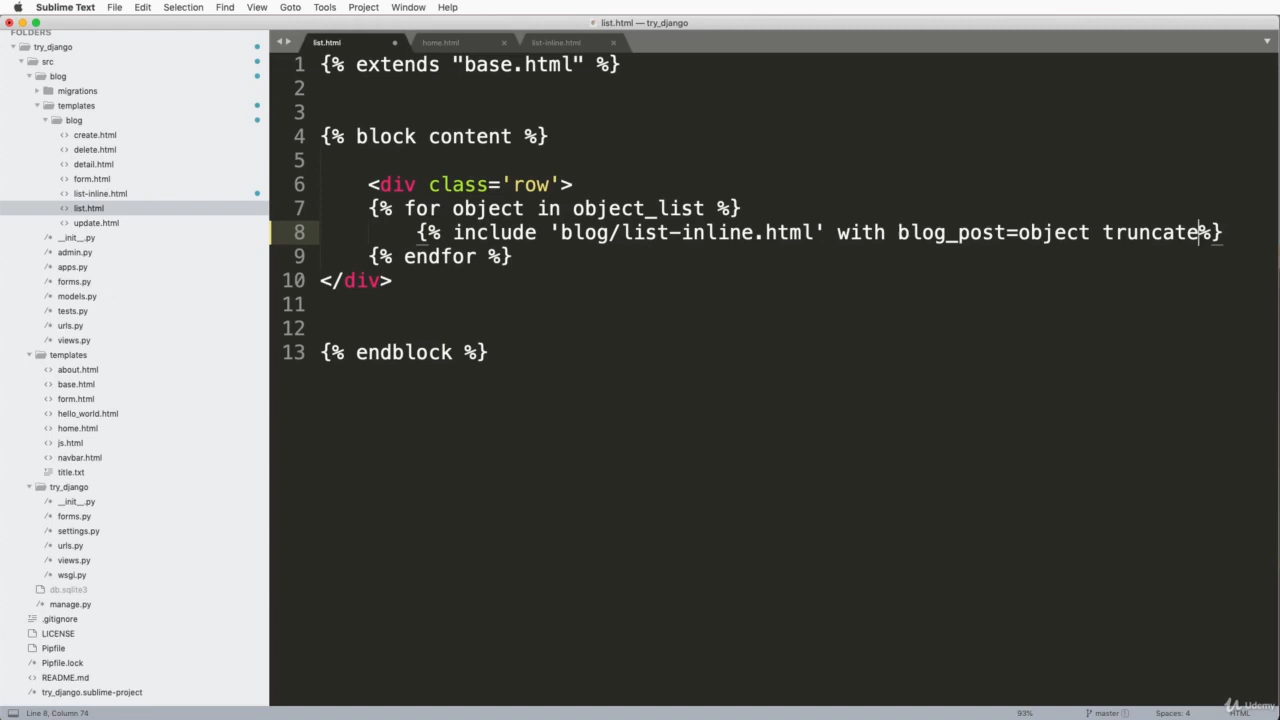 Sublime Text File Edit Selection Find View Goto Tools Project Window Help
list.html — try_django
FOLDERS
try_django
src
blog
migrations
templates
blog
create.html
delete.html
detail.html
form.html
list-inline.html
list.html
update.html
__init__.py
admin.py
apps.py
forms.py
models.py
tests.py
urls.py
views.py
templates
about.html
base.html
form.html
hello_world.html
home.html
js.html
navbar.html
title.txt
try_django
__init__.py
forms.py
settings.py
urls.py
views.py
wsgi.py
db.sqlite3
manage.py
.gitignore
LICENSE
Pipfile
Pipfile.lock
README.md
try_django.sublime-project
list.html home.html list-inline.html
1 {% extends "base.html" %}
2
3
4 {% block content %}
5
6 <div class='row'>
7 {% for object in object_list %}
8 {% include 'blog/list-inline.html' with blog_post=object truncate%}
9 {% endfor %}
10 </div>
11
12
13 {% endblock %}
Udemy
Line 8, Column 74 93% master 1 Spaces: 4 HTML